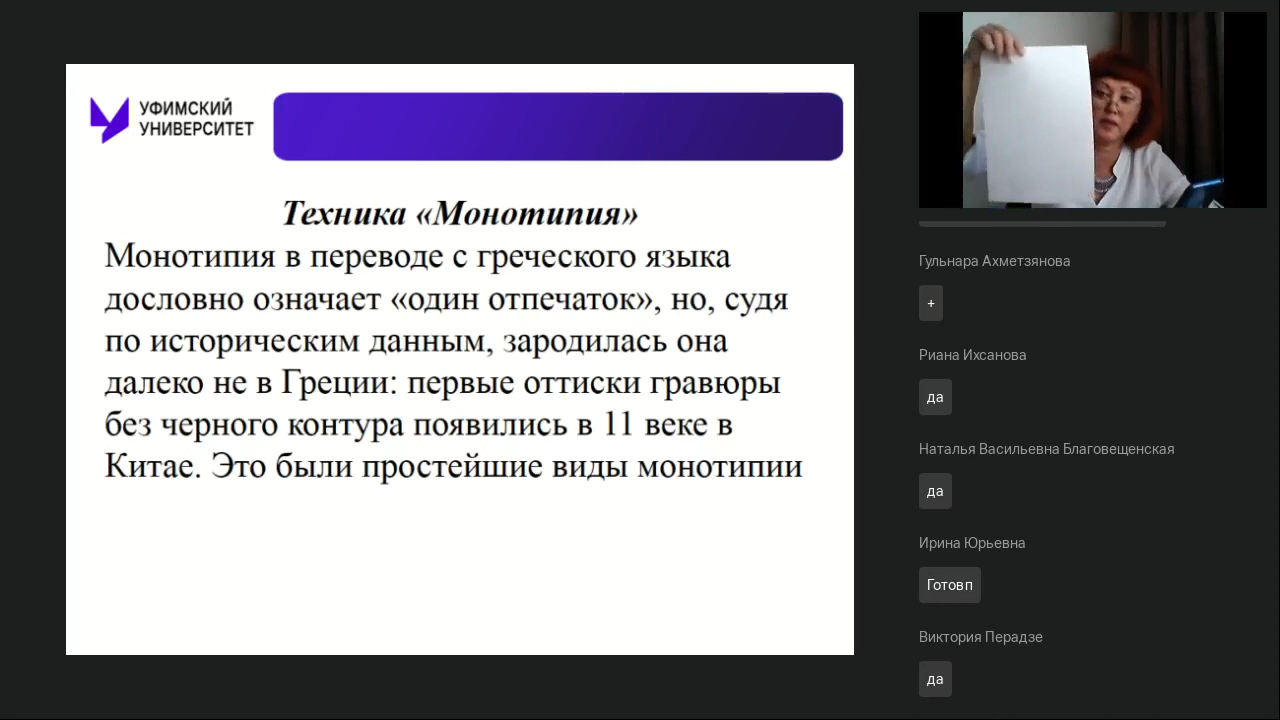 УФИМСКИЙ
УНИВЕРСИТЕТ
Техника «Монотипия»
Монотипия в переводе с греческого языка
дословно означает «один отпечаток», но, судя
по историческим данным, зародилась она
далеко не в Греции: первые оттиски гравюры
без черного контура появились в 11 веке в
Китае. Это были простейшие виды монотипии
Гульнара Ахметзянова
+
Риана Ихсанова
да
Наталья Васильевна Благовещенская
да
Ирина Юрьевна
Готовп
Виктория Перадзе
да